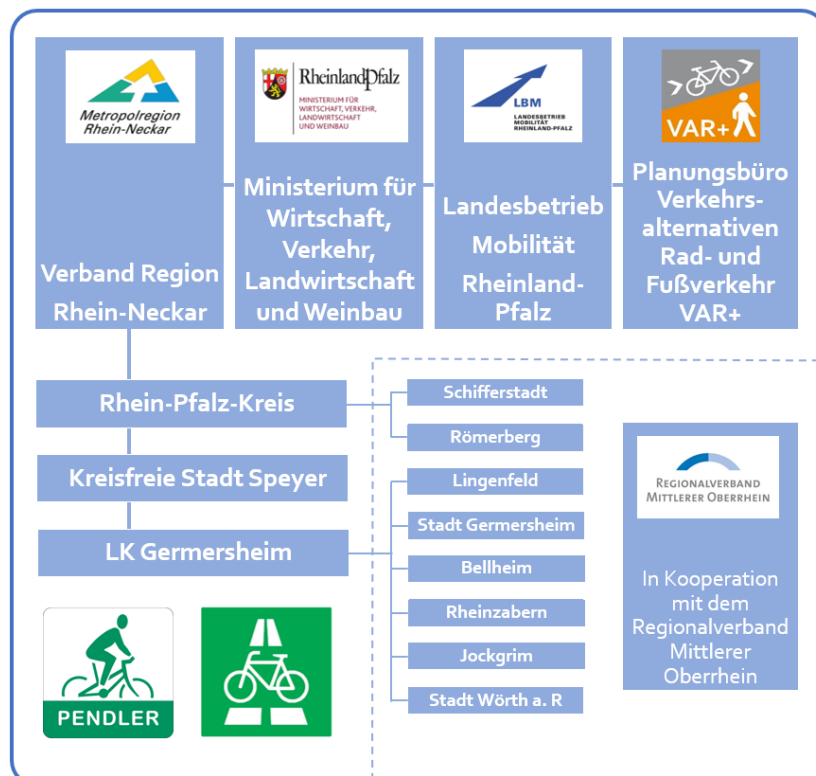 Metropolregion
Rhein-Neckar
Verband Region
Rhein-Neckar
RheinlandPfalz
MINISTERIUM FÜR
WIRTSCHAFT, VERKEHR,
LANDWIRTSCHAFT
UND WEINBAU
Ministerium für
Wirtschaft,
Verkehr,
Landwirtschaft
und Weinbau
LBM
LANDESBETRIEB
MOBILITÄT
RHEINLAND-PFALZ
Landesbetrieb
Mobilität
Rheinland-
Pfalz
VAR+
Planungsbüro
Verkehrs-
alternativen
Rad- und
Fußverkehr
VAR+
Rhein-Pfalz-Kreis
Kreisfreie Stadt Speyer
LK Germersheim
Schifferstadt
Römerberg
Lingenfeld
Stadt Germersheim
Bellheim
Rheinzabern
Jockgrim
Stadt Wörth a. R
REGIONALVERBAND
MITTLERER OBERRHEIN
In Kooperation
mit dem
Regionalverband
Mittlerer
Oberrhein
PENDLER